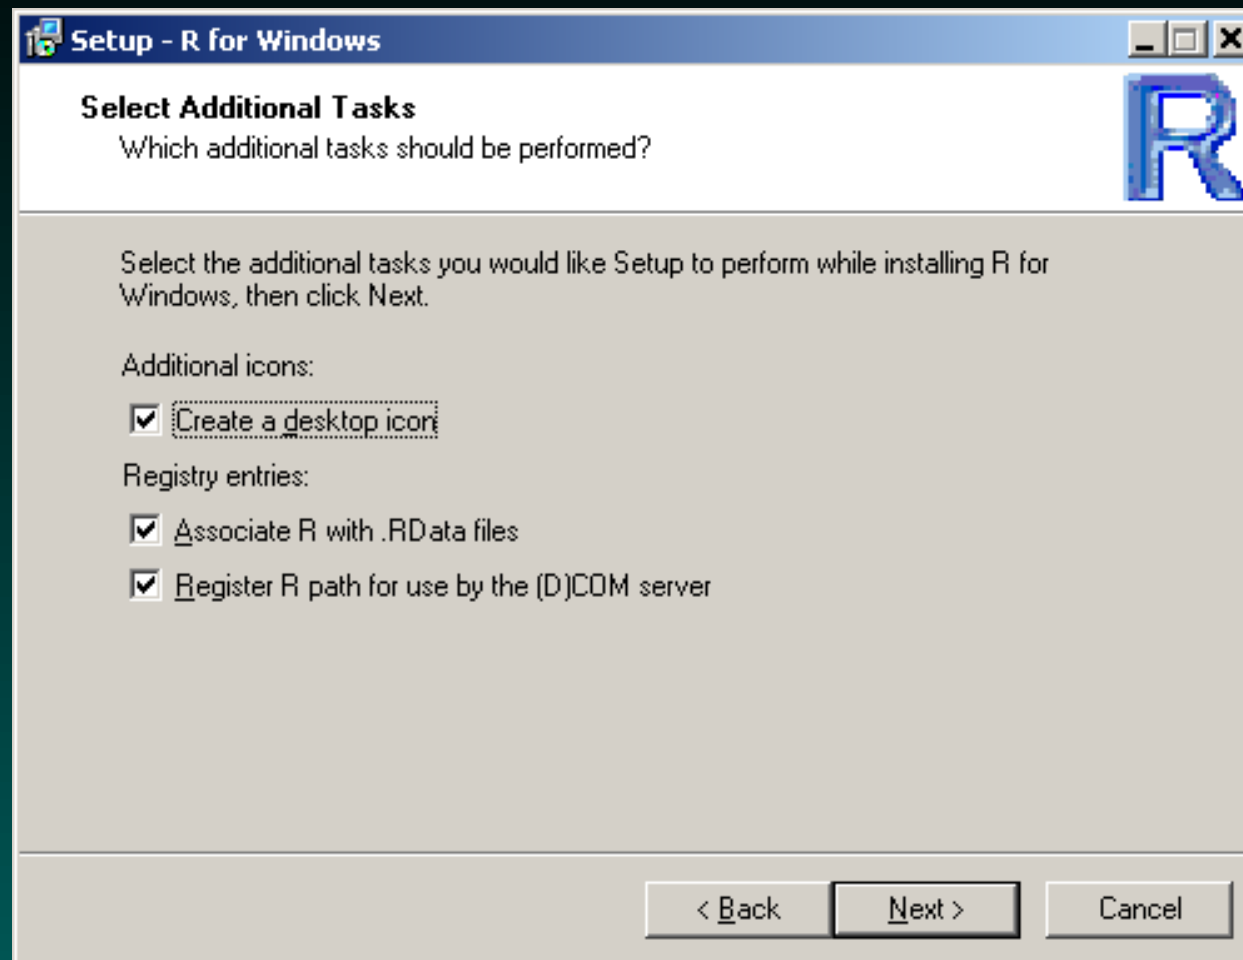 Setup - R for Windows
Select Additional Tasks
Which additional tasks should be performed?
R
Select the additional tasks you would like Setup to perform while installing R for
Windows, then click Next.
Additional icons:
Create a desktop icon
Registry entries:
Associate R with .RData files
Register R path for use by the (D)COM server
< Back
Next >
Cancel